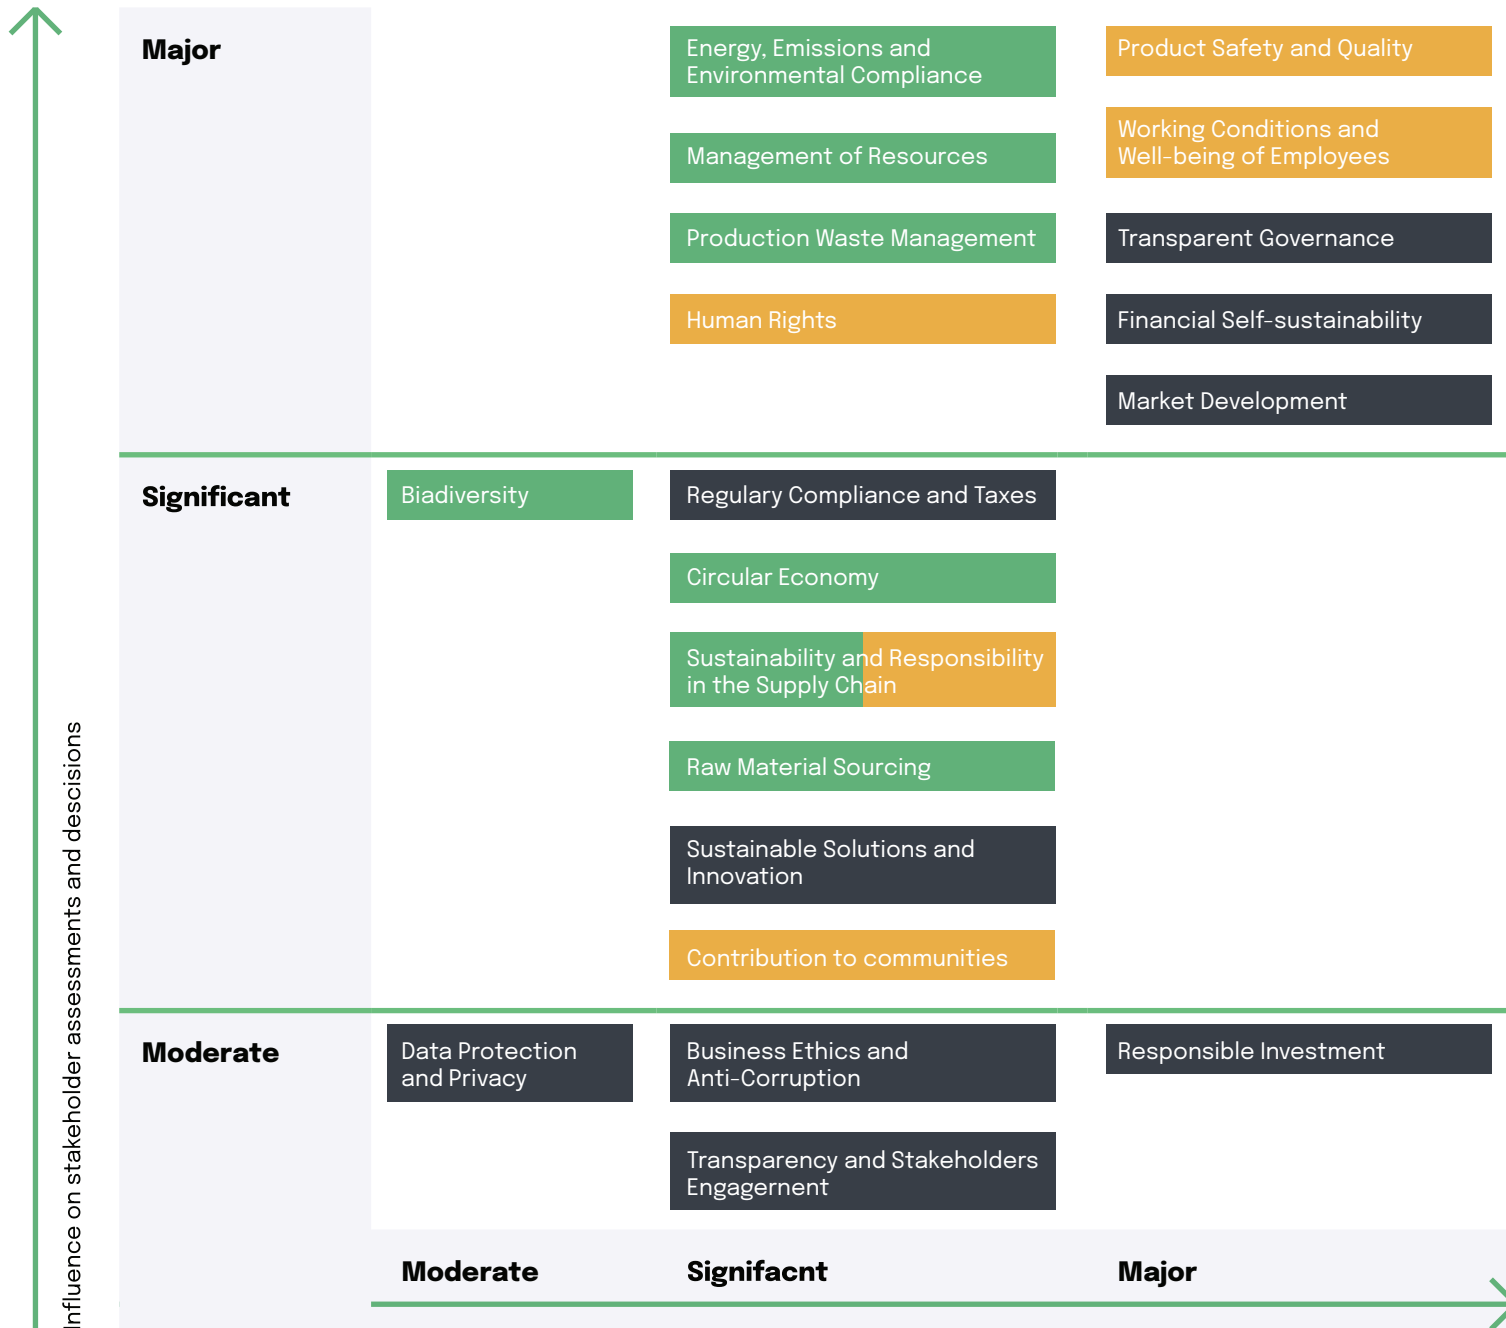 Major
Energy, Emissions and
Environmental Compliance
Product Safety and Quality
Management of Resources
Working Conditions and
Well-being of Employees
Production Waste Management
Transparent Governance
Human Rights
Financial Self-sustainability
Market Development
Significant
Biadiversity
Regulary Compliance and Taxes
Circular Economy
Sustainability and Responsibility
in the Supply Chain
Raw Material Sourcing
Sustainable Solutions and
Innovation
Contribution to communities
Moderate
Data Protection
and Privacy
Business Ethics and
Anti-Corruption
Responsible Investment
Transparency and Stakeholders
Engagernent
Influence on stakeholder assessments and descisions
Moderate
Signifacnt
Major